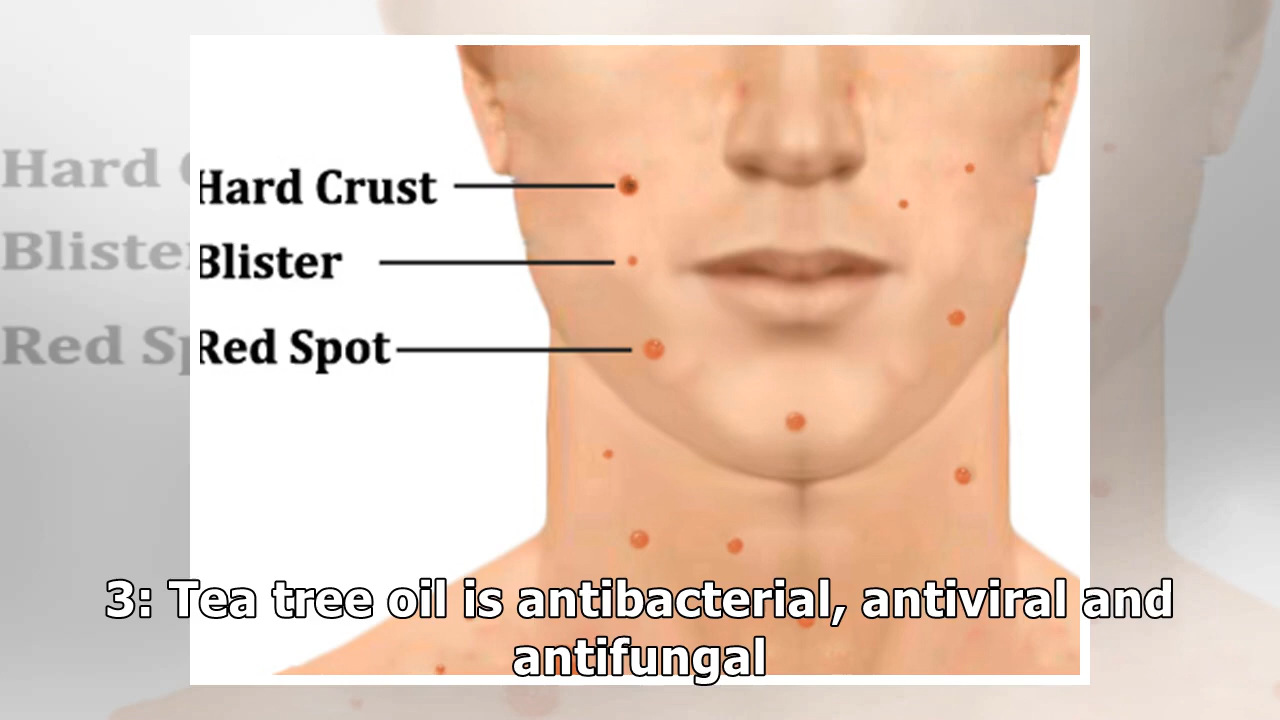 Hard Crust
Blister
Red Spot
3: Tea tree oil is antibacterial, antiviral and
antifungal